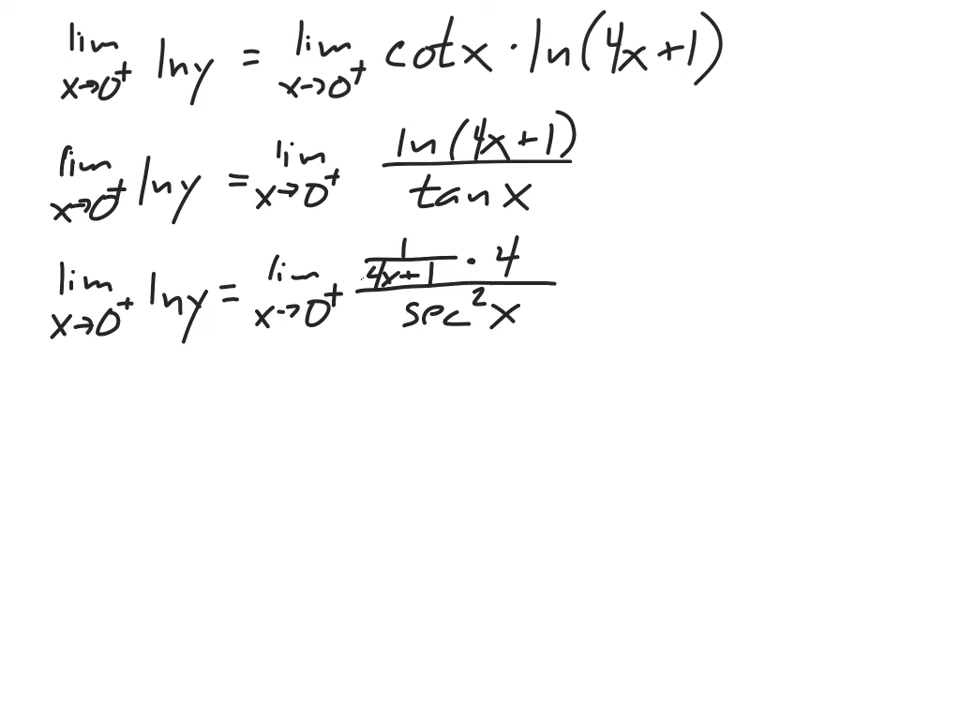 lim x→0⁺ ln y = lim x→0⁺ cot x · ln(4x+1)
lim x→0⁺ ln y = lim x→0⁺ ln(4x+1) / tan x
lim x→0⁺ ln y = lim x→0⁺ (1/(4x+1) · 4) / sec²x